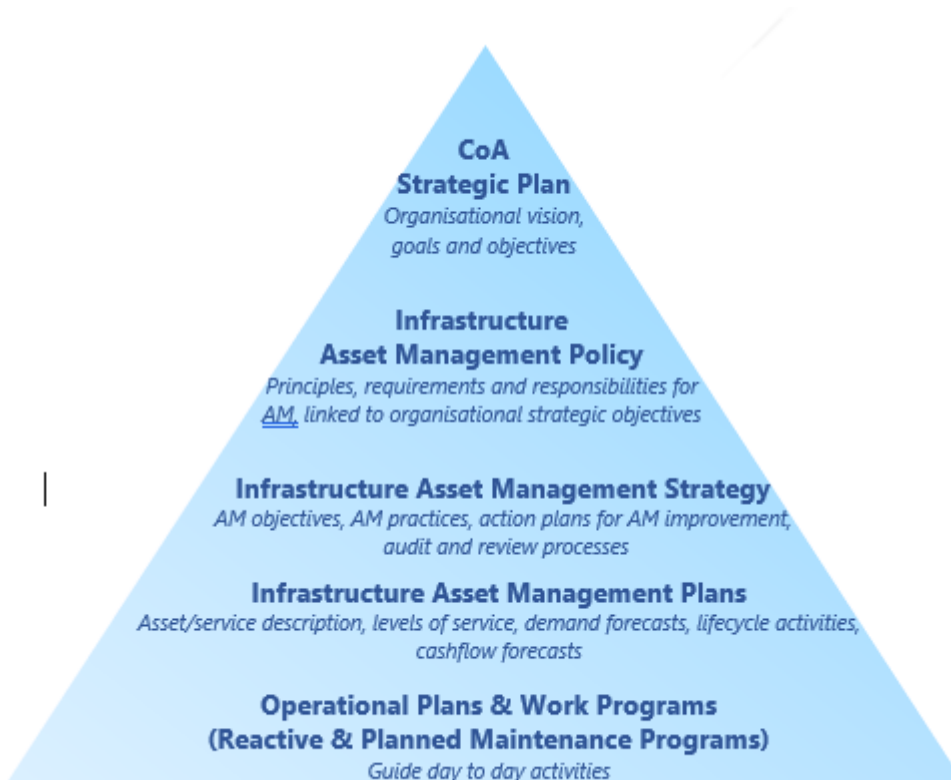 CoA
Strategic Plan
Organisational vision,
goals and objectives
Infrastructure
Asset Management Policy
Principles, requirements and responsibilities for
AM, linked to organisational strategic objectives
Infrastructure Asset Management Strategy
AM objectives, AM practices, action plans for AM improvement,
audit and review processes
Infrastructure Asset Management Plans
Asset/service description, levels of service, demand forecasts, lifecycle activities,
cashflow forecasts
Operational Plans & Work Programs
(Reactive & Planned Maintenance Programs)
Guide day to day activities